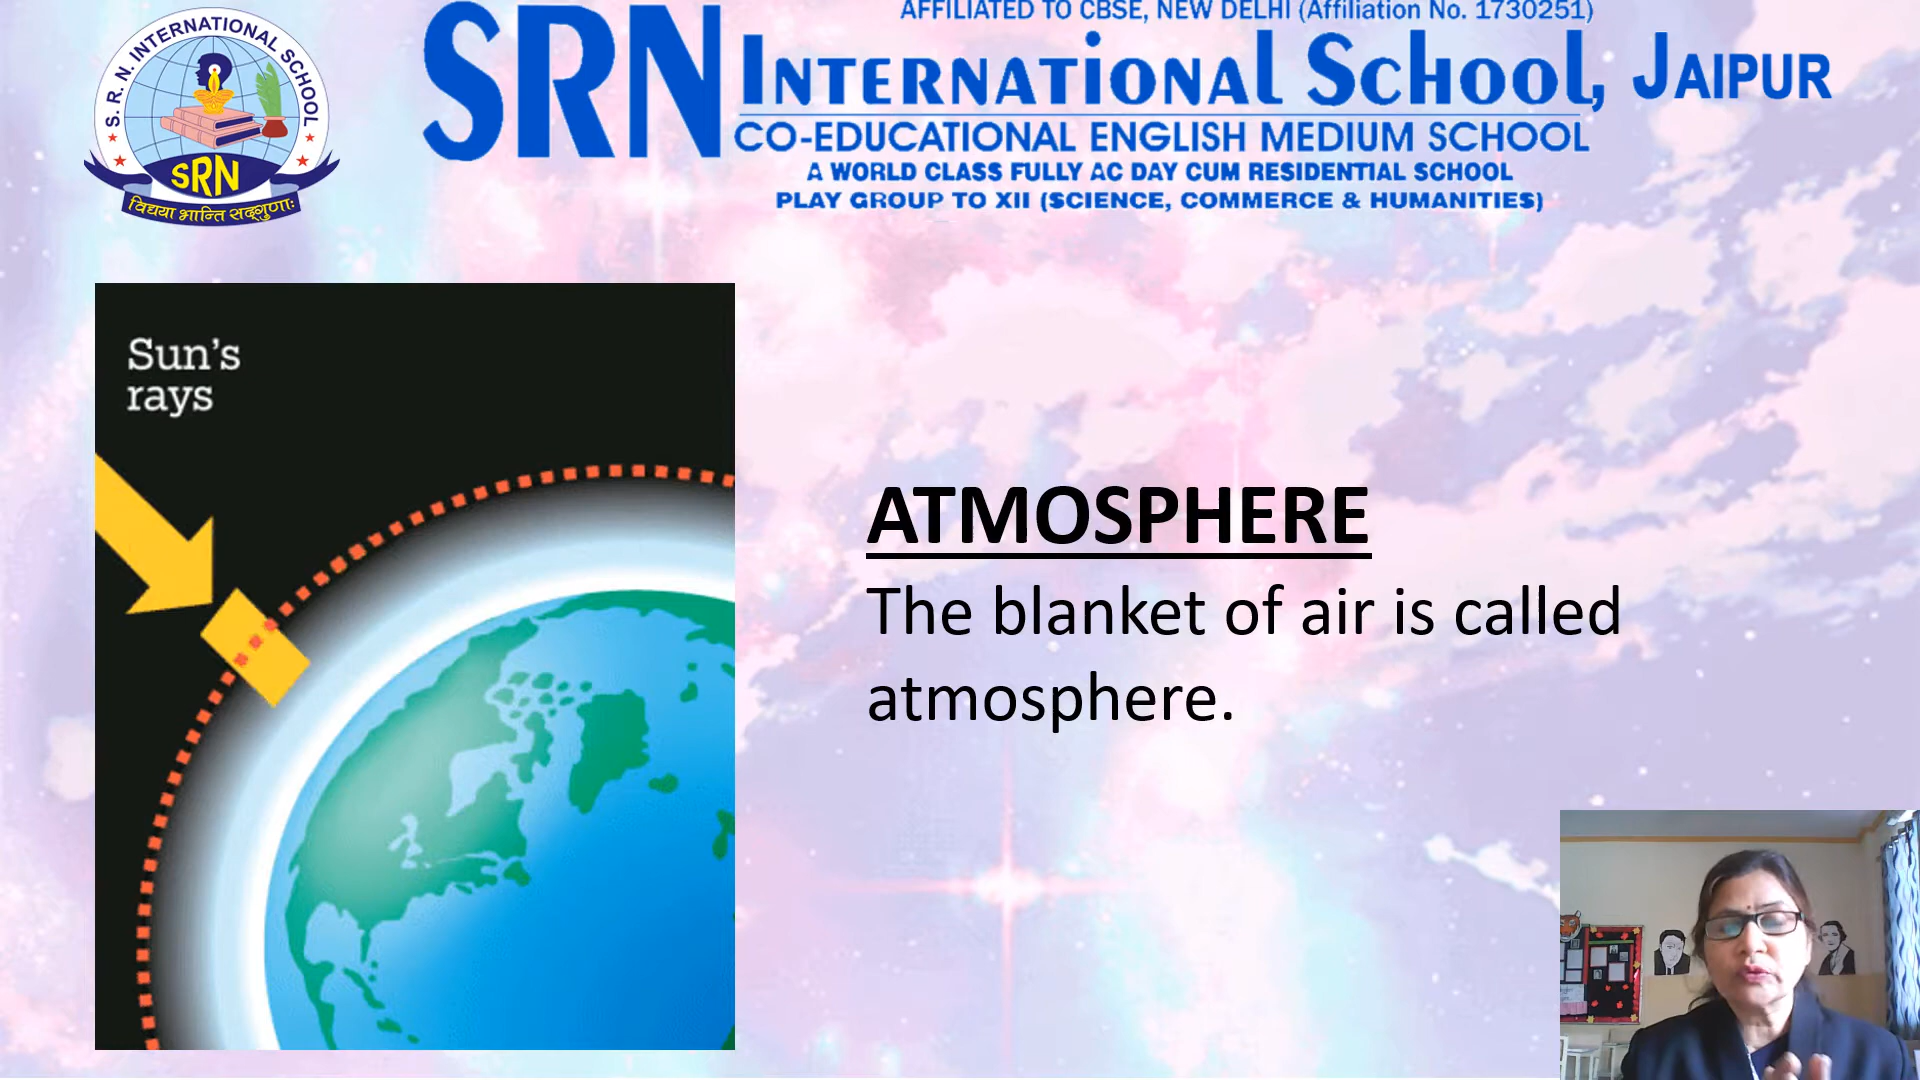 S. R. N. INTERNATIONAL SCHOOL
SRN
विद्यया भान्ति सद्गुणाः
AFFILIATED TO CBSE, NEW DELHI (Affiliation No. 1730251)
SRN INTERNATIONAL SCHOOL, JAIPUR
CO-EDUCATIONAL ENGLISH MEDIUM SCHOOL
A WORLD CLASS FULLY AC DAY CUM RESIDENTIAL SCHOOL
PLAY GROUP TO XII (SCIENCE, COMMERCE & HUMANITIES)
Sun's
rays
ATMOSPHERE
The blanket of air is called
atmosphere.